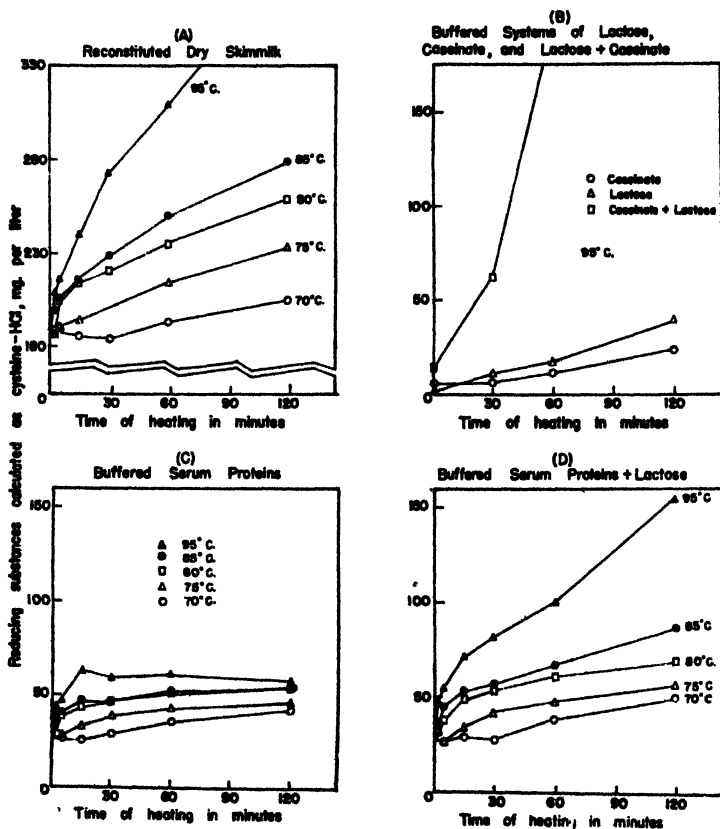 Reducing substances calculated as cysteine-HCl, mg. per liter
(A)
Reconstituted Dry Skimmilk
330
280
230
180
0
95°C.
85°C.
80°C.
75°C.
70°C.
30 60 90 120
Time of heating in minutes
(B)
Buffered Systems of Lactose,
Caseinate, and Lactose + Caseinate
150
100
50
0
Caseinate
Lactose
Caseinate + Lactose
95°C.
30 60 90 120
Time of heating in minutes
(C)
Buffered Serum Proteins
150
100
50
0
95°C.
85°C.
80°C.
75°C.
70°C.
30 60 90 120
Time of heating in minutes
(D)
Buffered Serum Proteins + Lactose
150
100
50
0
95°C
85°C
80°C.
75°C
70°C
30 60 90 120
Time of heating in minutes